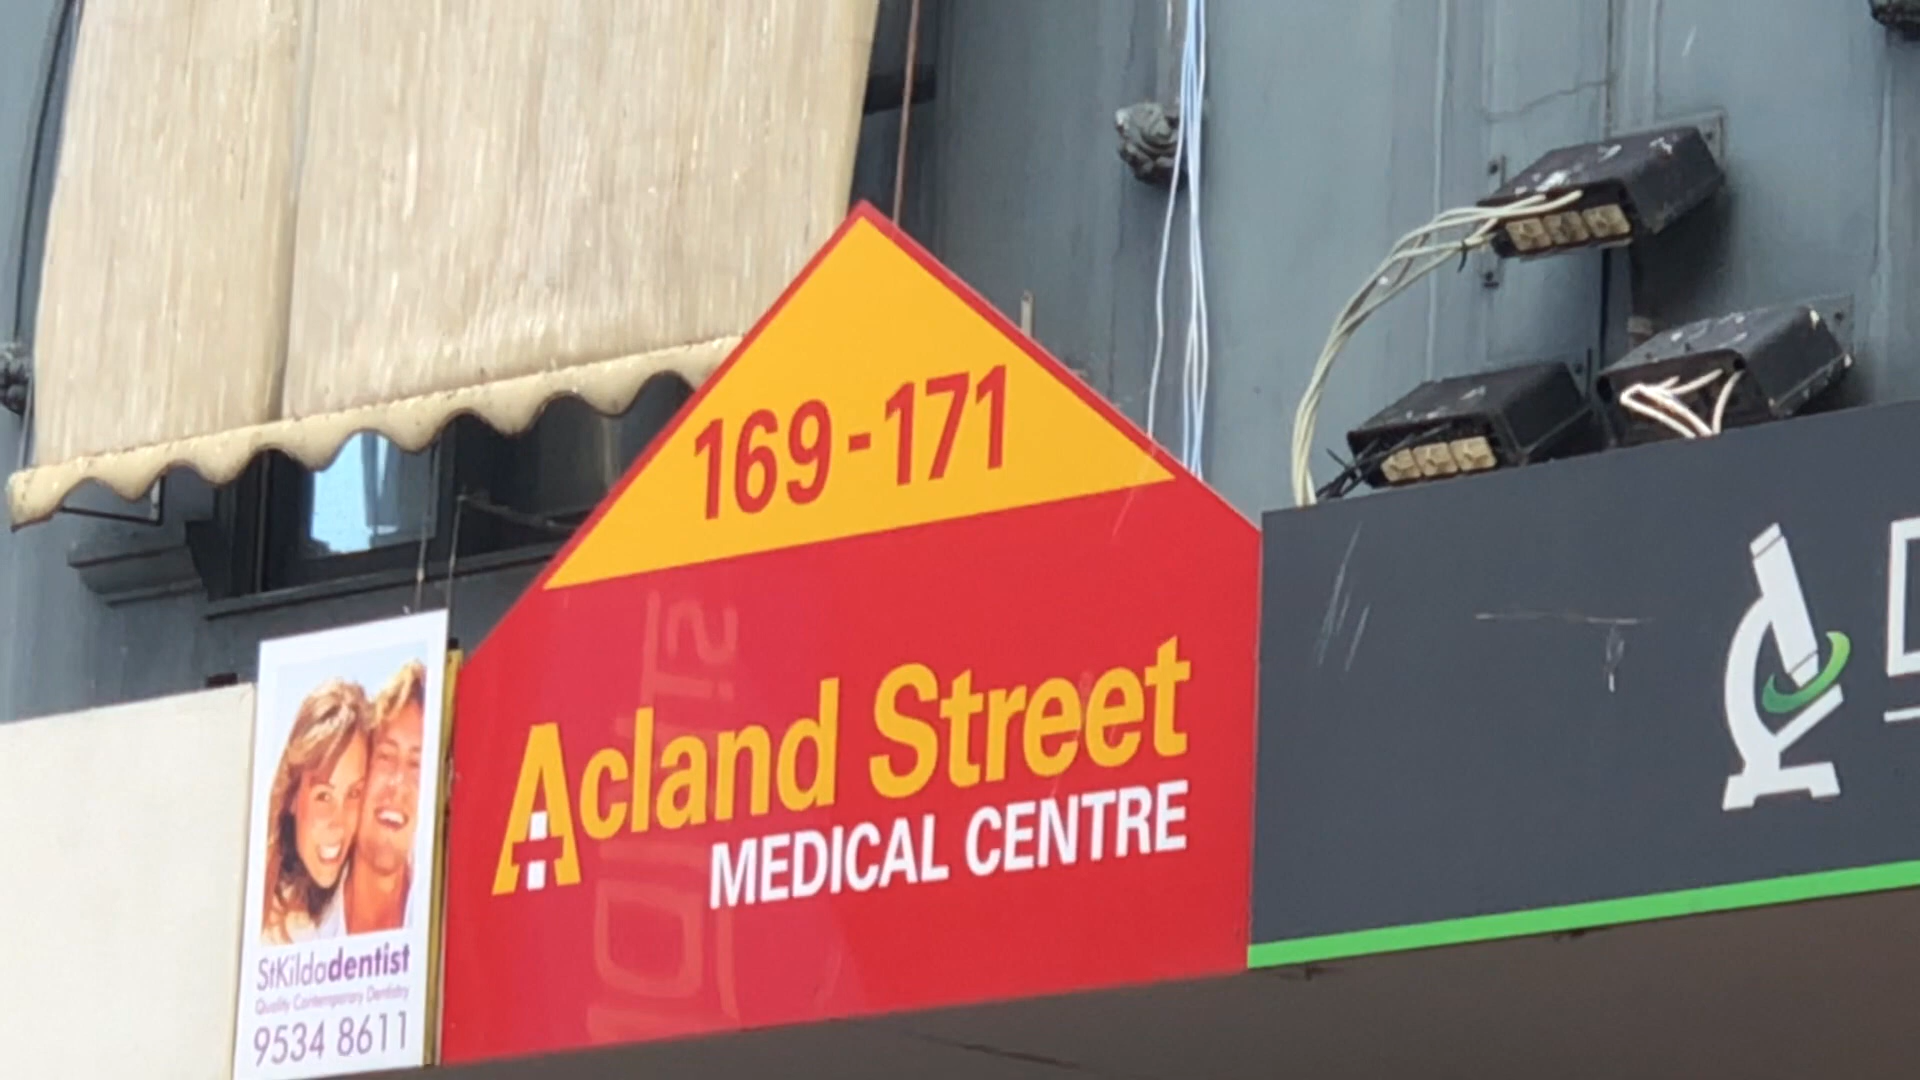 169-171
Acland Street
MEDICAL CENTRE
StKildadentist
Quality Contemporary Dentistry
9534 8611